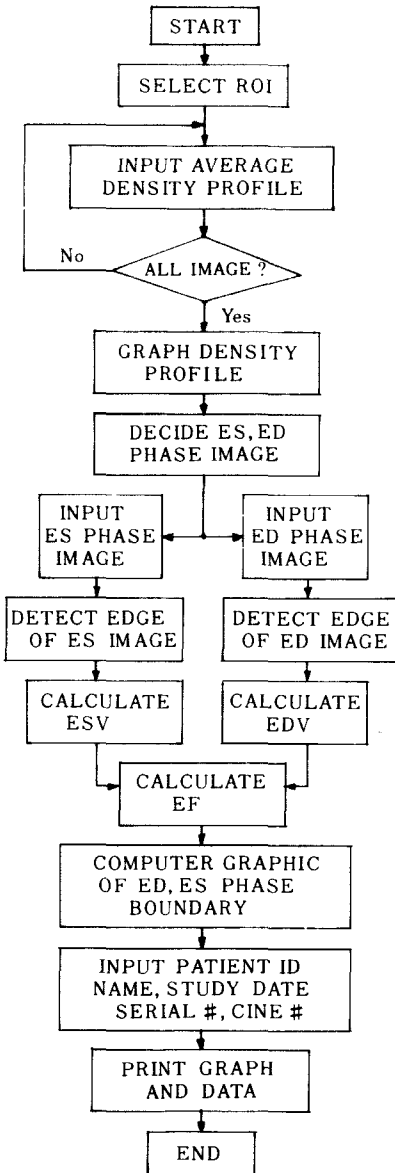 START
SELECT ROI
INPUT AVERAGE
DENSITY PROFILE
No
ALL IMAGE ?
Yes
GRAPH DENSITY
PROFILE
DECIDE ES, ED
PHASE IMAGE
INPUT
ES PHASE
IMAGE
INPUT
ED PHASE
IMAGE
DETECT EDGE
OF ES IMAGE
DETECT EDGE
OF ED IMAGE
CALCULATE
ESV
CALCULATE
EDV
CALCULATE
EF
COMPUTER GRAPHIC
OF ED, ES PHASE
BOUNDARY
INPUT PATIENT ID
NAME, STUDY DATE
SERIAL #, CINE #
PRINT GRAPH
AND DATA
END